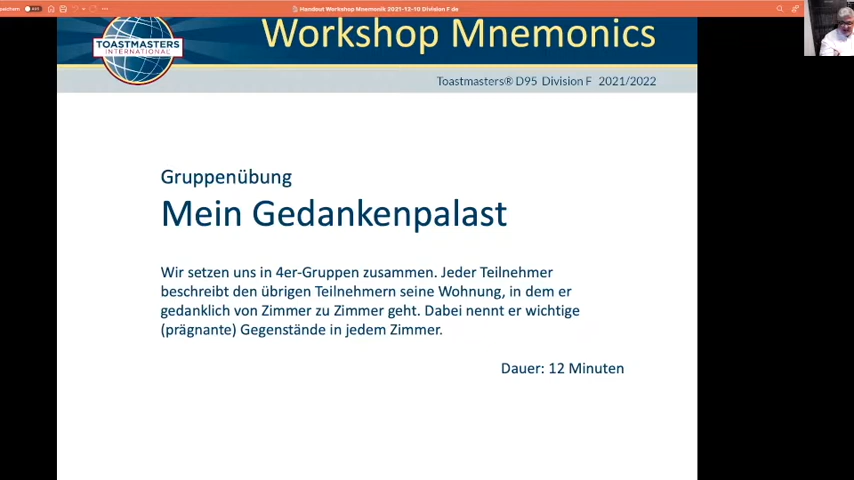 Handout Workshop Mnemonik 2021-12-10 Division F de
Workshop Mnemonics
TOASTMASTERS
INTERNATIONAL
Toastmasters® D95 Division F 2021/2022
Gruppenübung
Mein Gedankenpalast
Wir setzen uns in 4er-Gruppen zusammen. Jeder Teilnehmer
beschreibt den übrigen Teilnehmern seine Wohnung, in dem er
gedanklich von Zimmer zu Zimmer geht. Dabei nennt er wichtige
(prägnante) Gegenstände in jedem Zimmer.
Dauer: 12 Minuten